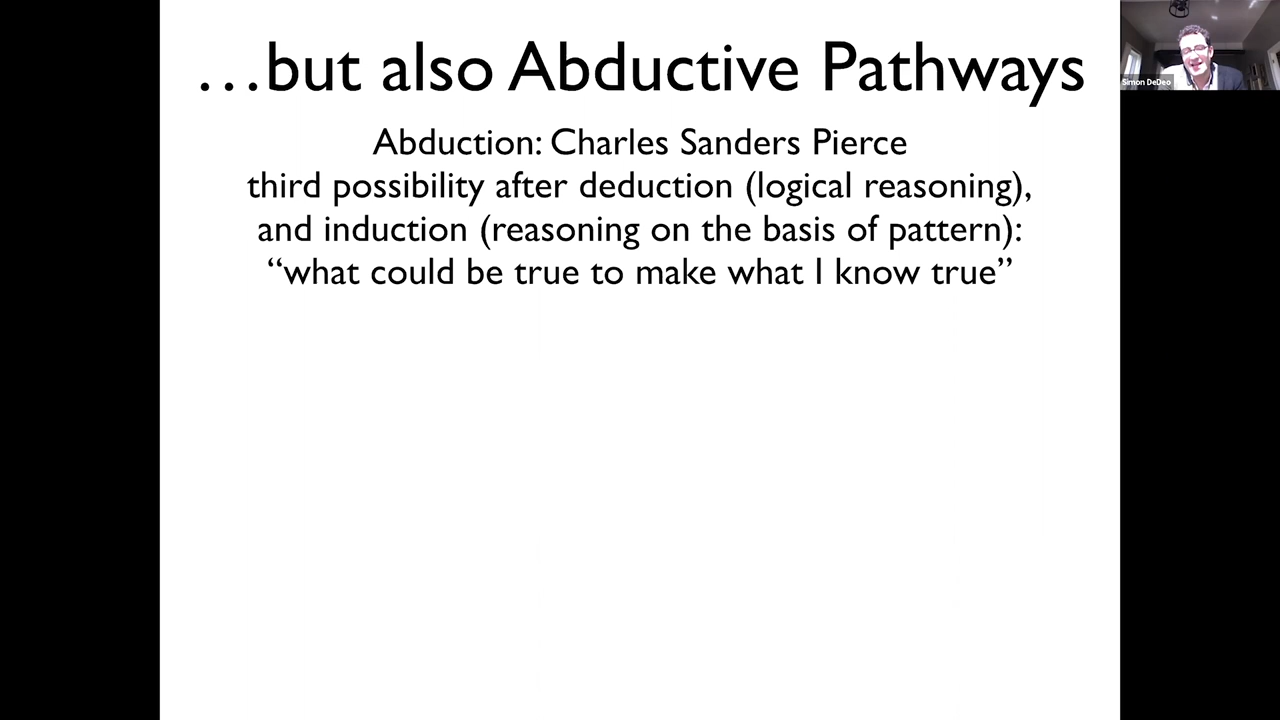 …but also Abductive Pathways
Abduction: Charles Sanders Pierce
third possibility after deduction (logical reasoning),
and induction (reasoning on the basis of pattern):
“what could be true to make what I know true”
Simon DeDeo